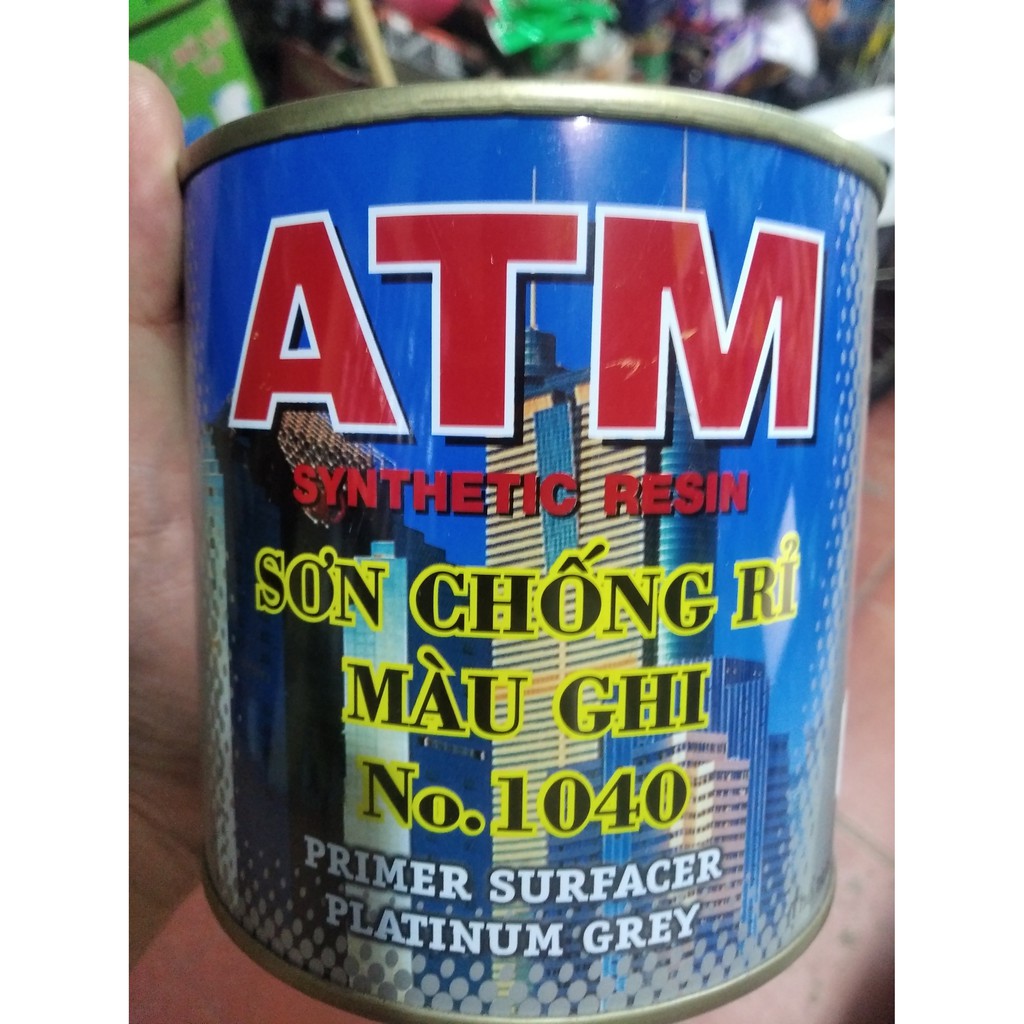 ATM
SYNTHETIC RESIN
SƠN CHỐNG RỈ
MÀU GHI
No. 1040
PRIMER SURFACER
PLATINUM GREY